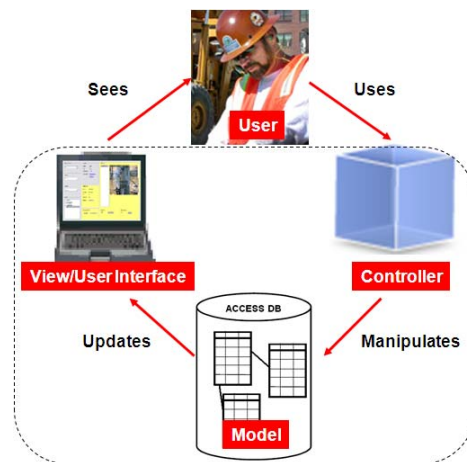 Sees
Uses
User
View/User Interface
Controller
ACCESS DB
Updates
Manipulates
Model